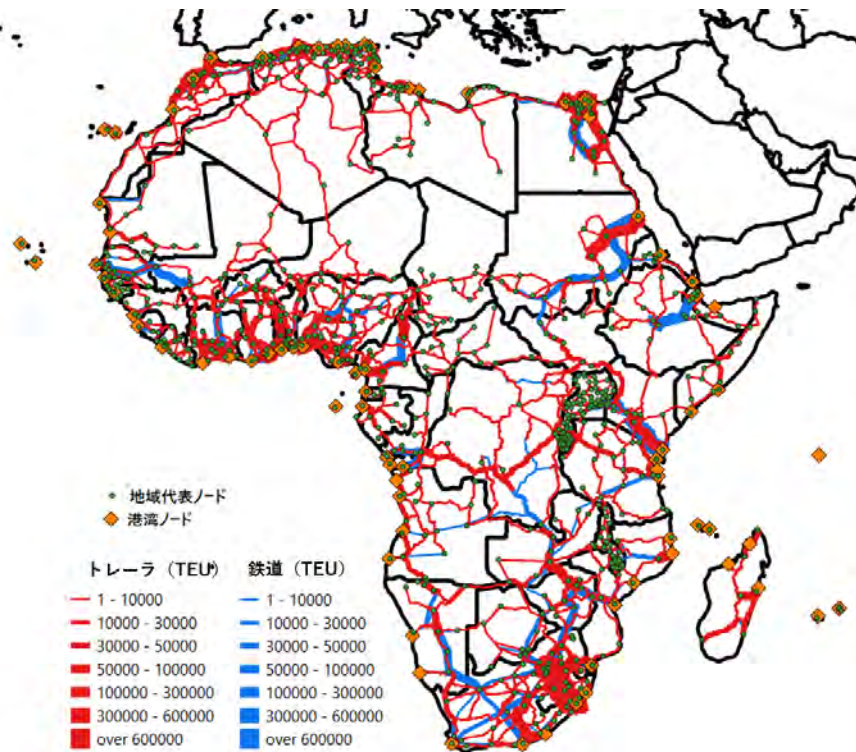 地域代表ノード
港湾ノード
トレーラ（TEU） 鉄道（TEU）
1 - 10000 1 - 10000
10000 - 30000 10000 - 30000
30000 - 50000 30000 - 50000
50000 - 100000 50000 - 100000
100000 - 300000 100000 - 300000
300000 - 600000 300000 - 600000
over 600000 over 600000